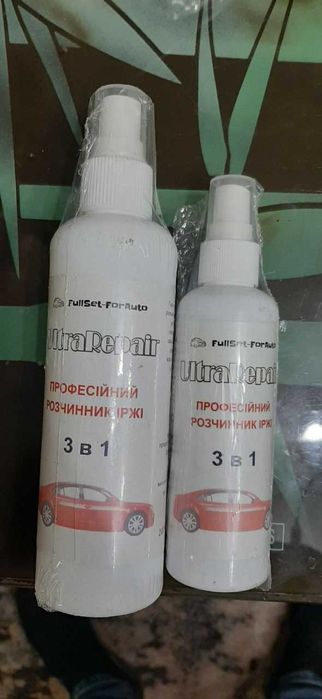 FullSet-ForAuto
UltraRepair
ПРОФЕСІЙНИЙ
РОЗЧИННИК ІРЖІ
3 в 1
FullSet-ForAuto
UltraRepair
ПРОФЕСІЙНИЙ
РОЗЧИННИК ІРЖІ
3 в 1